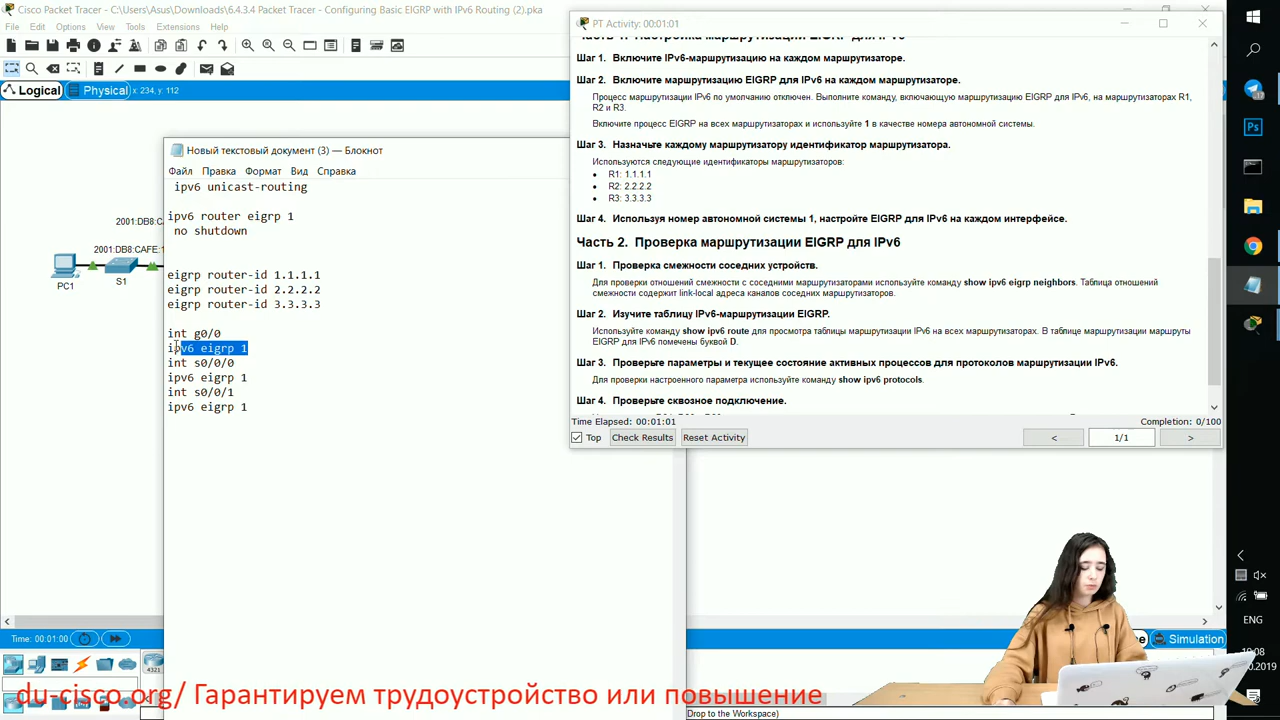 Cisco Packet Tracer - C:\Users\Asus\Downloads\6.4.3.4 Packet Tracer - Configuring Basic EIGRP with IPv6 Routing (2).pka
File Edit Options View Tools Extensions Help
Logical Physical x: 234, y: 112
2001:DB8:CA
2001:DB8:CAFE:1
PC1 S1
Новый текстовый документ (3) — Блокнот
Файл Правка Формат Вид Справка
ipv6 unicast-routing
ipv6 router eigrp 1
no shutdown
eigrp router-id 1.1.1.1
eigrp router-id 2.2.2.2
eigrp router-id 3.3.3.3
int g0/0
ipv6 eigrp 1
int s0/0/0
ipv6 eigrp 1
int s0/0/1
ipv6 eigrp 1
PT Activity: 00:01:01
Шаг 1. Включите IPv6-маршрутизацию на каждом маршрутизаторе.
Шаг 2. Включите маршрутизацию EIGRP для IPv6 на каждом маршрутизаторе.
Процесс маршрутизации IPv6 по умолчанию отключен. Выполните команду, включающую маршрутизацию EIGRP для IPv6, на маршрутизаторах R1,
R2 и R3.
Включите процесс EIGRP на всех маршрутизаторах и используйте 1 в качестве номера автономной системы.
Шаг 3. Назначьте каждому маршрутизатору идентификатор маршрутизатора.
Используются следующие идентификаторы маршрутизаторов:
• R1: 1.1.1.1
• R2: 2.2.2.2
• R3: 3.3.3.3
Шаг 4. Используя номер автономной системы 1, настройте EIGRP для IPv6 на каждом интерфейсе.
Часть 2. Проверка маршрутизации EIGRP для IPv6
Шаг 1. Проверка смежности соседних устройств.
Для проверки отношений смежности с соседними маршрутизаторами используйте команду show ipv6 eigrp neighbors. Таблица отношений
смежности содержит link-local адреса каналов соседних маршрутизаторов.
Шаг 2. Изучите таблицу IPv6-маршрутизации EIGRP.
Используйте команду show ipv6 route для просмотра таблицы маршрутизации IPv6 на всех маршрутизаторах. В таблице маршрутизации маршруты
EIGRP для IPv6 помечены буквой D.
Шаг 3. Проверьте параметры и текущее состояние активных процессов для протоколов маршрутизации IPv6.
Для проверки настроенного параметра используйте команду show ipv6 protocols.
Шаг 4. Проверьте сквозное подключение.
Time Elapsed: 00:01:01 Completion: 0/100
Top Check Results Reset Activity < 1/1 >
Time: 00:01:00
Simulation
4321
ENG
du-cisco.org/ Гарантируем трудоустройство или повышение
Drop to the Workspace)